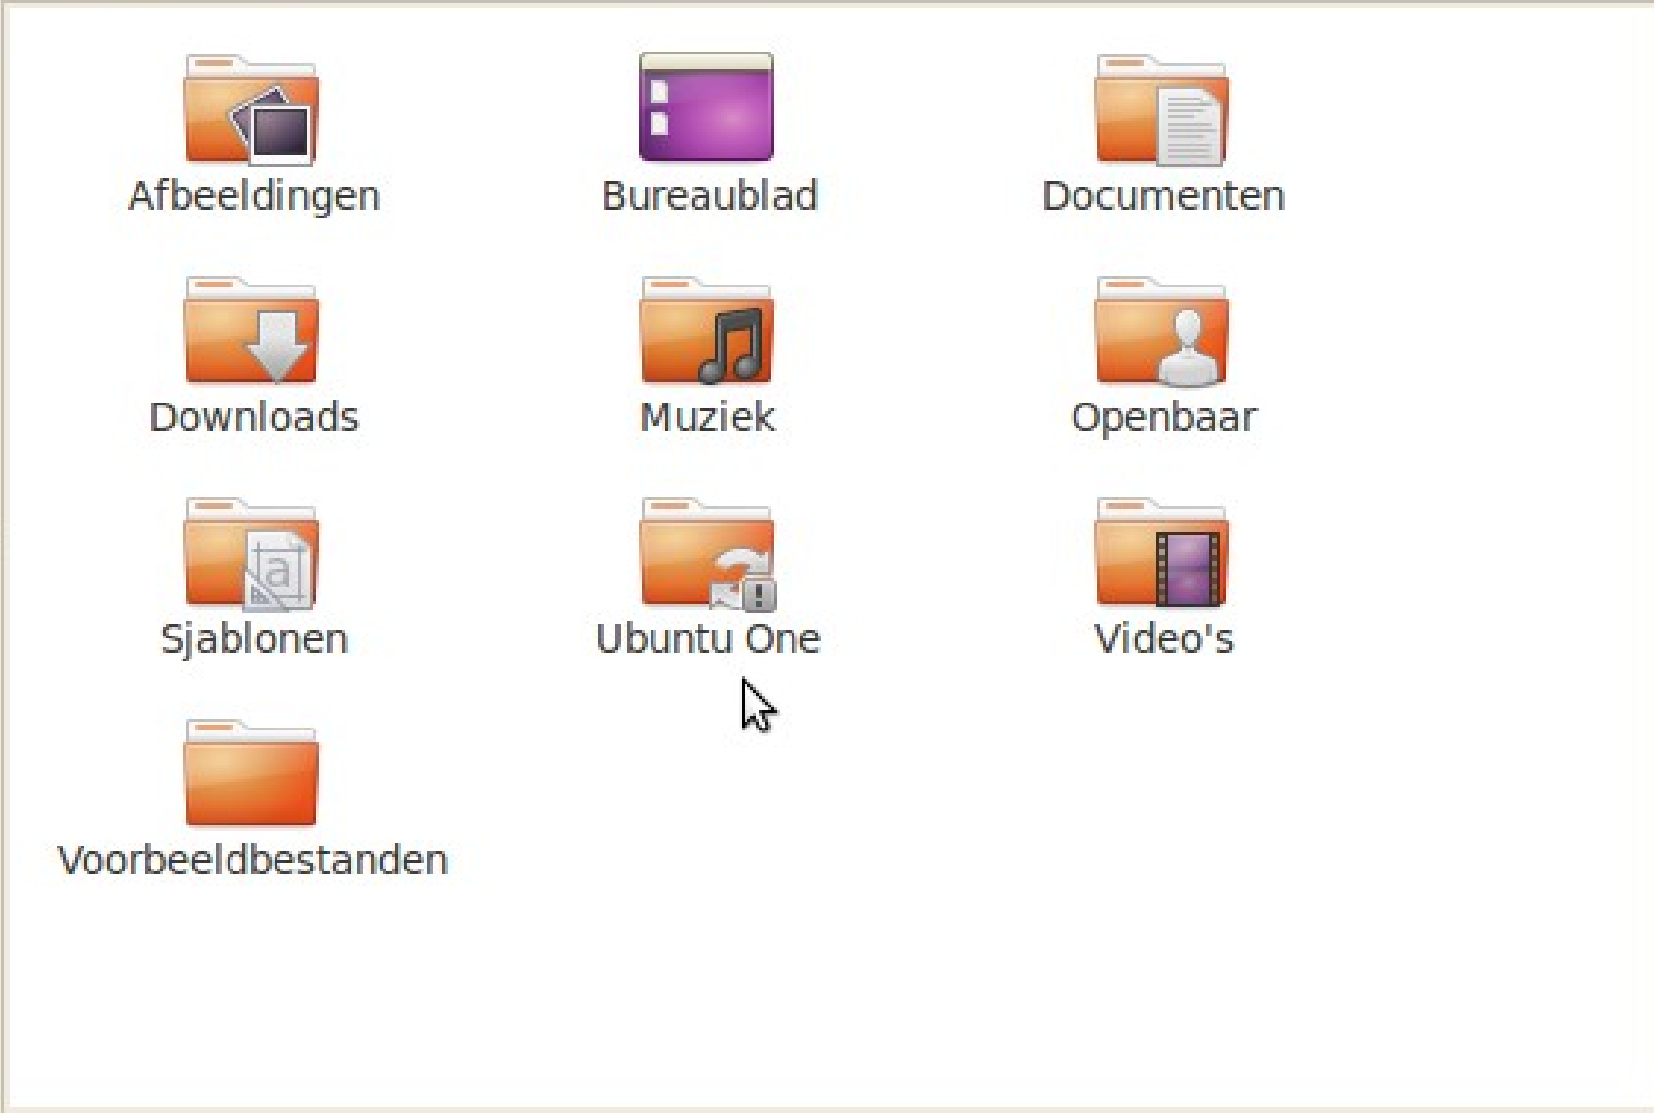 Afbeeldingen
Bureaublad
Documenten
Downloads
Muziek
Openbaar
Sjablonen
Ubuntu One
Video's
Voorbeeldbestanden